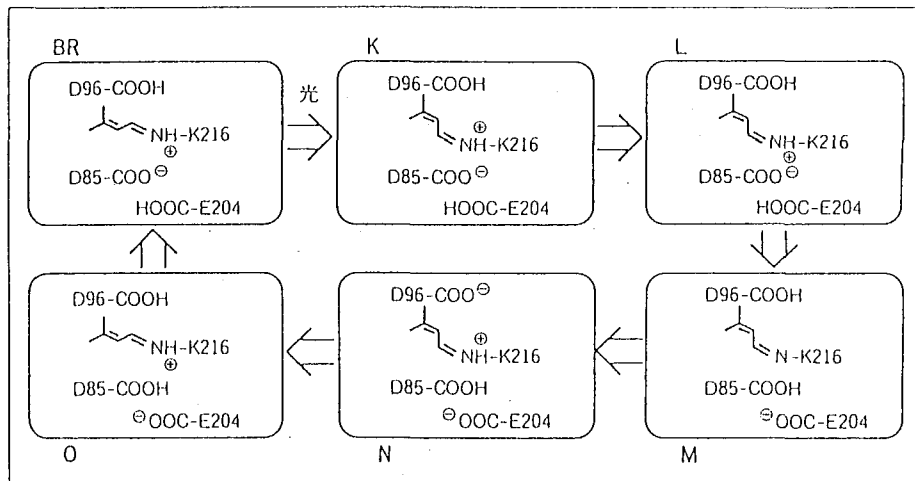 BR
D96-COOH
NH-K216
⊕
D85-COO⊖
HOOC-E204
光
K
D96-COOH
⊕
NH-K216
D85-COO⊖
HOOC-E204
L
D96-COOH
NH-K216
⊕
D85-COO⊖
HOOC-E204
D96-COOH
NH-K216
⊕
D85-COOH
⊖OOC-E204
O
D96-COO⊖
⊕
NH-K216
D85-COOH
⊖OOC-E204
N
D96-COOH
N-K216
D85-COOH
⊖OOC-E204
M